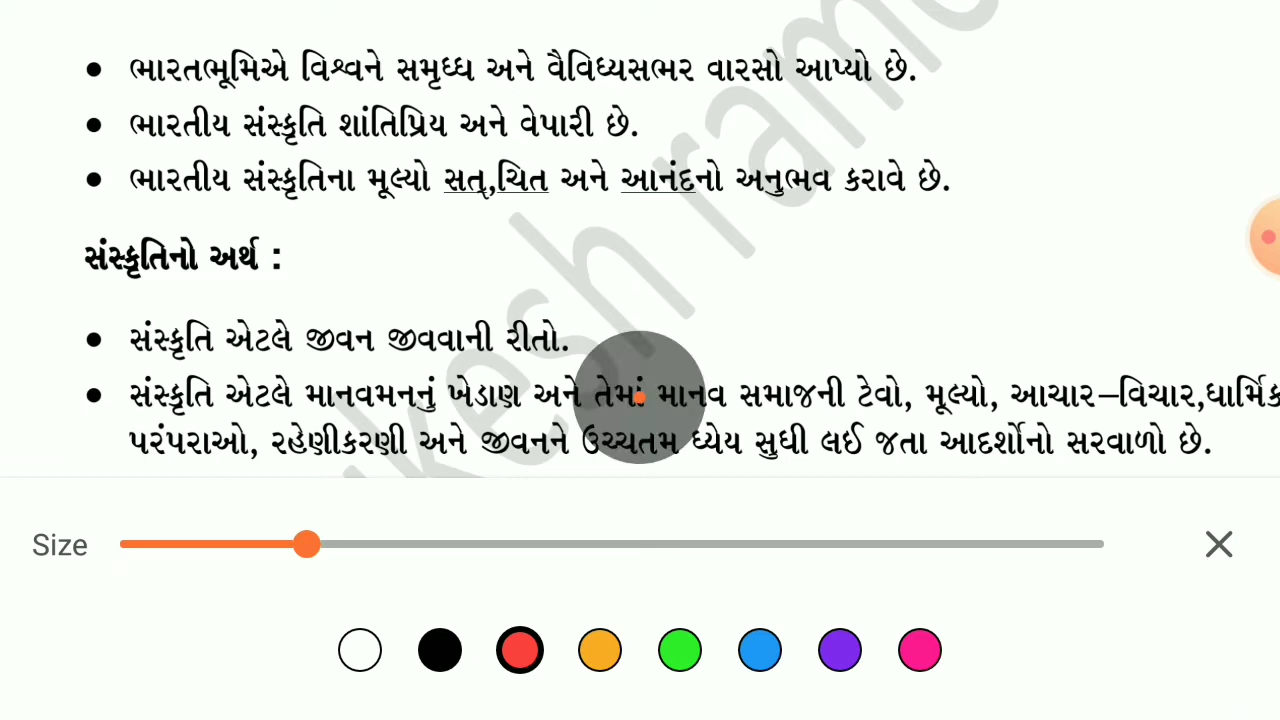 • ભારતભૂમિએ વિશ્વને સમૃધ્ધ અને વૈવિધ્યસભર વારસો આપ્યો છે.
• ભારતીય સંસ્કૃતિ શાંતિપ્રિય અને વેપારી છે.
• ભારતીય સંસ્કૃતિના મૂલ્યો સત્,ચિત અને આનંદનો અનુભવ કરાવે છે.
સંસ્કૃતિનો અર્થ :
• સંસ્કૃતિ એટલે જીવન જીવવાની રીતો.
• સંસ્કૃતિ એટલે માનવમનનું ખેડાણ અને તેમાં માનવ સમાજની ટેવો, મૂલ્યો, આચાર–વિચાર,ધાર્મિક
પરંપરાઓ, રહેણીકરણી અને જીવનને ઉચ્ચતમ ધ્યેય સુધી લઈ જતા આદર્શોનો સરવાળો છે.
Size